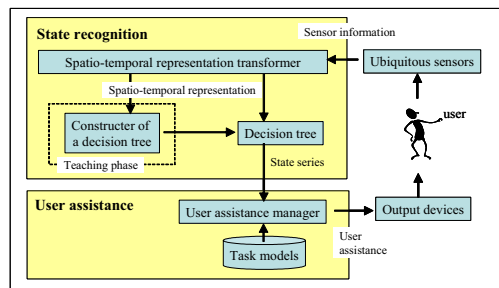 State recognition
Sensor information
Spatio-temporal representation transformer
Ubiquitous sensors
Spatio-temporal representation
user
Constructer of
a decision tree
Decision tree
Teaching phase
State series
User assistance
User assistance manager
Output devices
User
assistance
Task models